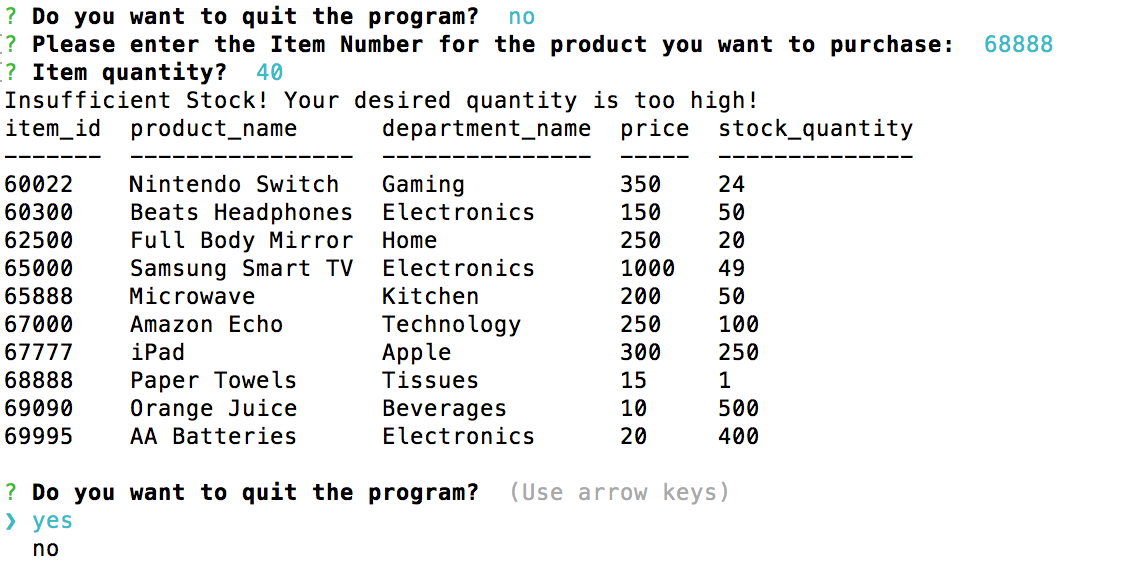 ? Do you want to quit the program?  no
? Please enter the Item Number for the product you want to purchase:  68888
? Item quantity?  40
Insufficient Stock! Your desired quantity is too high!
item_id  product_name      department_name  price  stock_quantity
-------  ----------------  ---------------  -----  --------------
60022    Nintendo Switch   Gaming           350    24
60300    Beats Headphones  Electronics      150    50
62500    Full Body Mirror  Home             250    20
65000    Samsung Smart TV  Electronics      1000   49
65888    Microwave         Kitchen          200    50
67000    Amazon Echo       Technology       250    100
67777    iPad              Apple            300    250
68888    Paper Towels      Tissues          15     1
69090    Orange Juice      Beverages        10     500
69995    AA Batteries      Electronics      20     400
? Do you want to quit the program?  (Use arrow keys)
❯ yes
  no